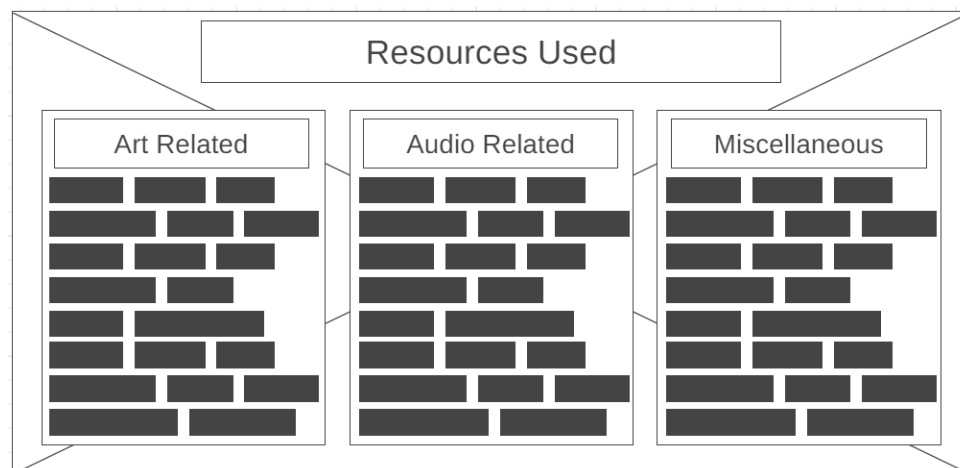 Resources Used
Art Related
Audio Related
Miscellaneous